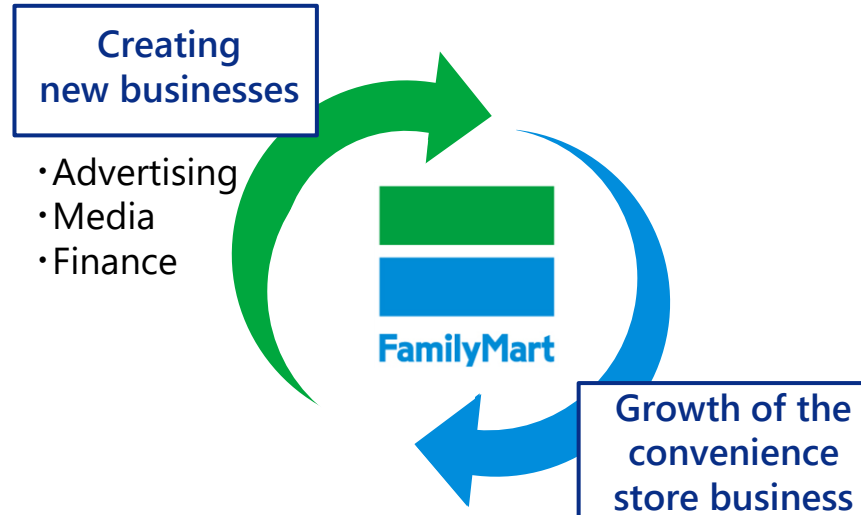 Creating
new businesses
・Advertising
・Media
・Finance
FamilyMart
Growth of the
convenience
store business